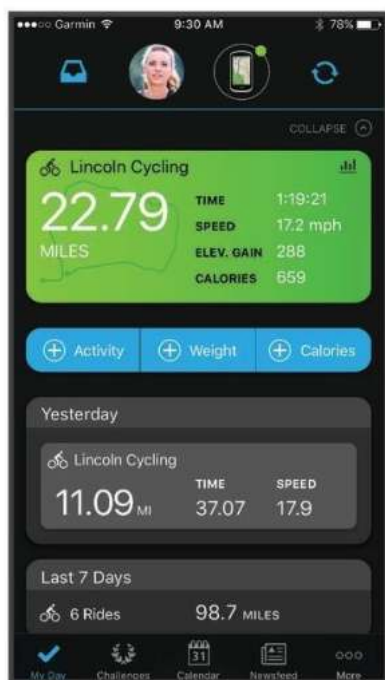 Garmin 9:30 AM 78%
COLLAPSE
Lincoln Cycling
22.79
MILES
TIME 1:19:21
SPEED 17.2 mph
ELEV. GAIN 288
CALORIES 659
Activity Weight Calories
Yesterday
Lincoln Cycling
11.09 MI
TIME SPEED
37.07 17.9
Last 7 Days
6 Rides 98.7 MILES
31
My Day Challenges Calendar Newsfeed More